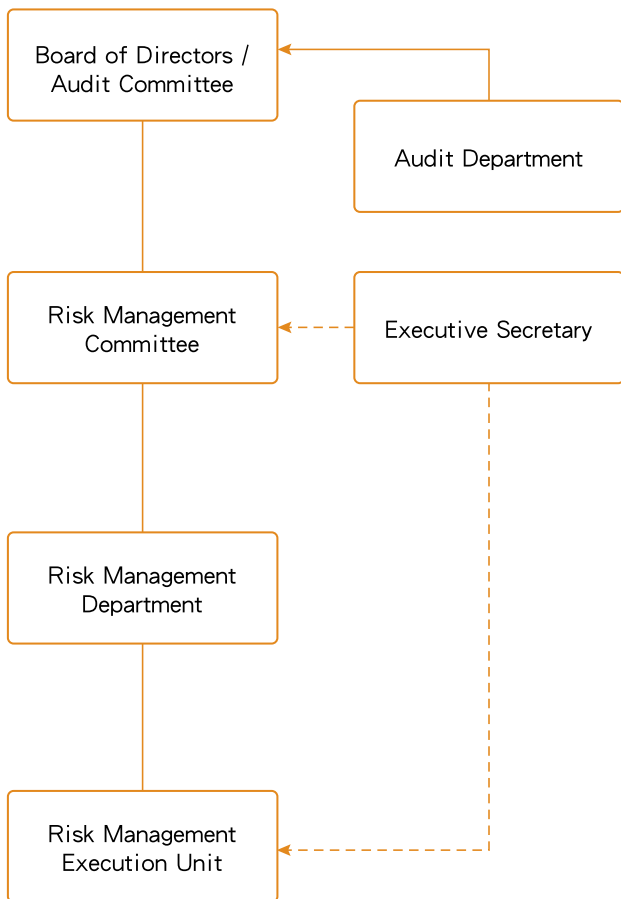 Board of Directors /
Audit Committee
Audit Department
Risk Management
Committee
Executive Secretary
Risk Management
Department
Risk Management
Execution Unit